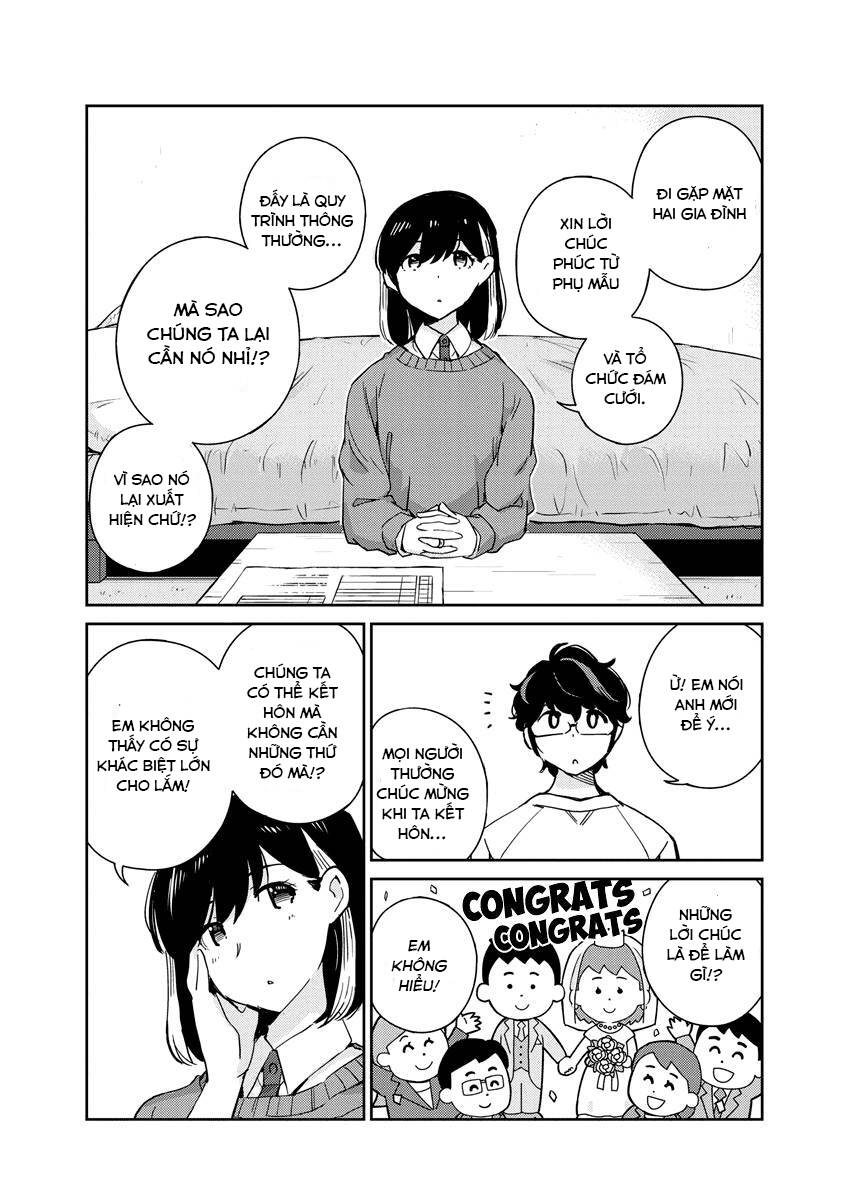 ĐI GẶP MẶT
HAI GIA ĐÌNH
XIN LỜI
CHÚC
PHÚC TỪ
PHỤ MẪU
VÀ TỔ
CHỨC ĐÁM
CƯỚI.
ĐẤY LÀ QUY
TRÌNH THÔNG
THƯỜNG...
MÀ SAO
CHÚNG TA LẠI
CẦN NÓ NHỈ!?
VÌ SAO NÓ
LẠI XUẤT
HIỆN CHỨ!?
Ừ! EM NÓI
ANH MỚI
ĐỂ Ý...
MỌI NGƯỜI
THƯỜNG
CHÚC MỪNG
KHI TA KẾT
HÔN...
CHÚNG TA
CÓ THỂ KẾT
HÔN MÀ
KHÔNG CẦN
NHỮNG THỨ
ĐÓ MÀ!?
EM KHÔNG
THẤY CÓ SỰ
KHÁC BIỆT LỚN
CHO LẮM!
CONGRATS
CONGRATS
NHỮNG
LỜI CHÚC
LÀ ĐỂ LÀM
GÌ!?
EM
KHÔNG
HIỂU!